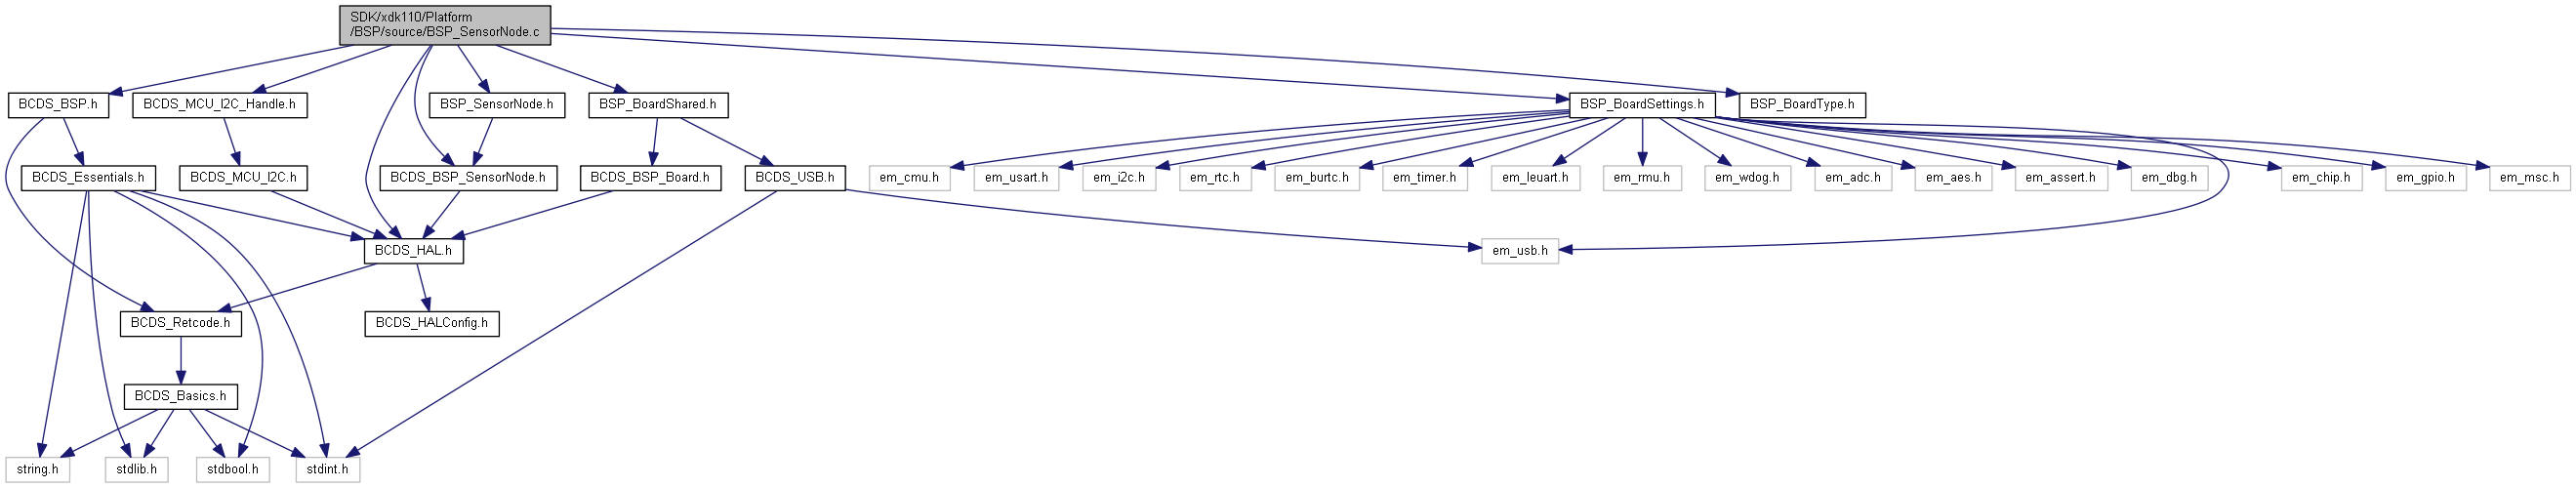 SDK/xdk110/Platform
/BSP/source/BSP_SensorNode.c
BCDS_BSP.h
BCDS_MCU_I2C_Handle.h
BSP_SensorNode.h
BSP_BoardShared.h
BSP_BoardSettings.h
BSP_BoardType.h
BCDS_Essentials.h
BCDS_MCU_I2C.h
BCDS_BSP_SensorNode.h
BCDS_BSP_Board.h
BCDS_USB.h
em_cmu.h
em_usart.h
em_i2c.h
em_rtc.h
em_burtc.h
em_timer.h
em_leuart.h
em_rmu.h
em_wdog.h
em_adc.h
em_aes.h
em_assert.h
em_dbg.h
em_chip.h
em_gpio.h
em_msc.h
BCDS_HAL.h
em_usb.h
BCDS_Retcode.h
BCDS_HALConfig.h
BCDS_Basics.h
string.h
stdlib.h
stdbool.h
stdint.h